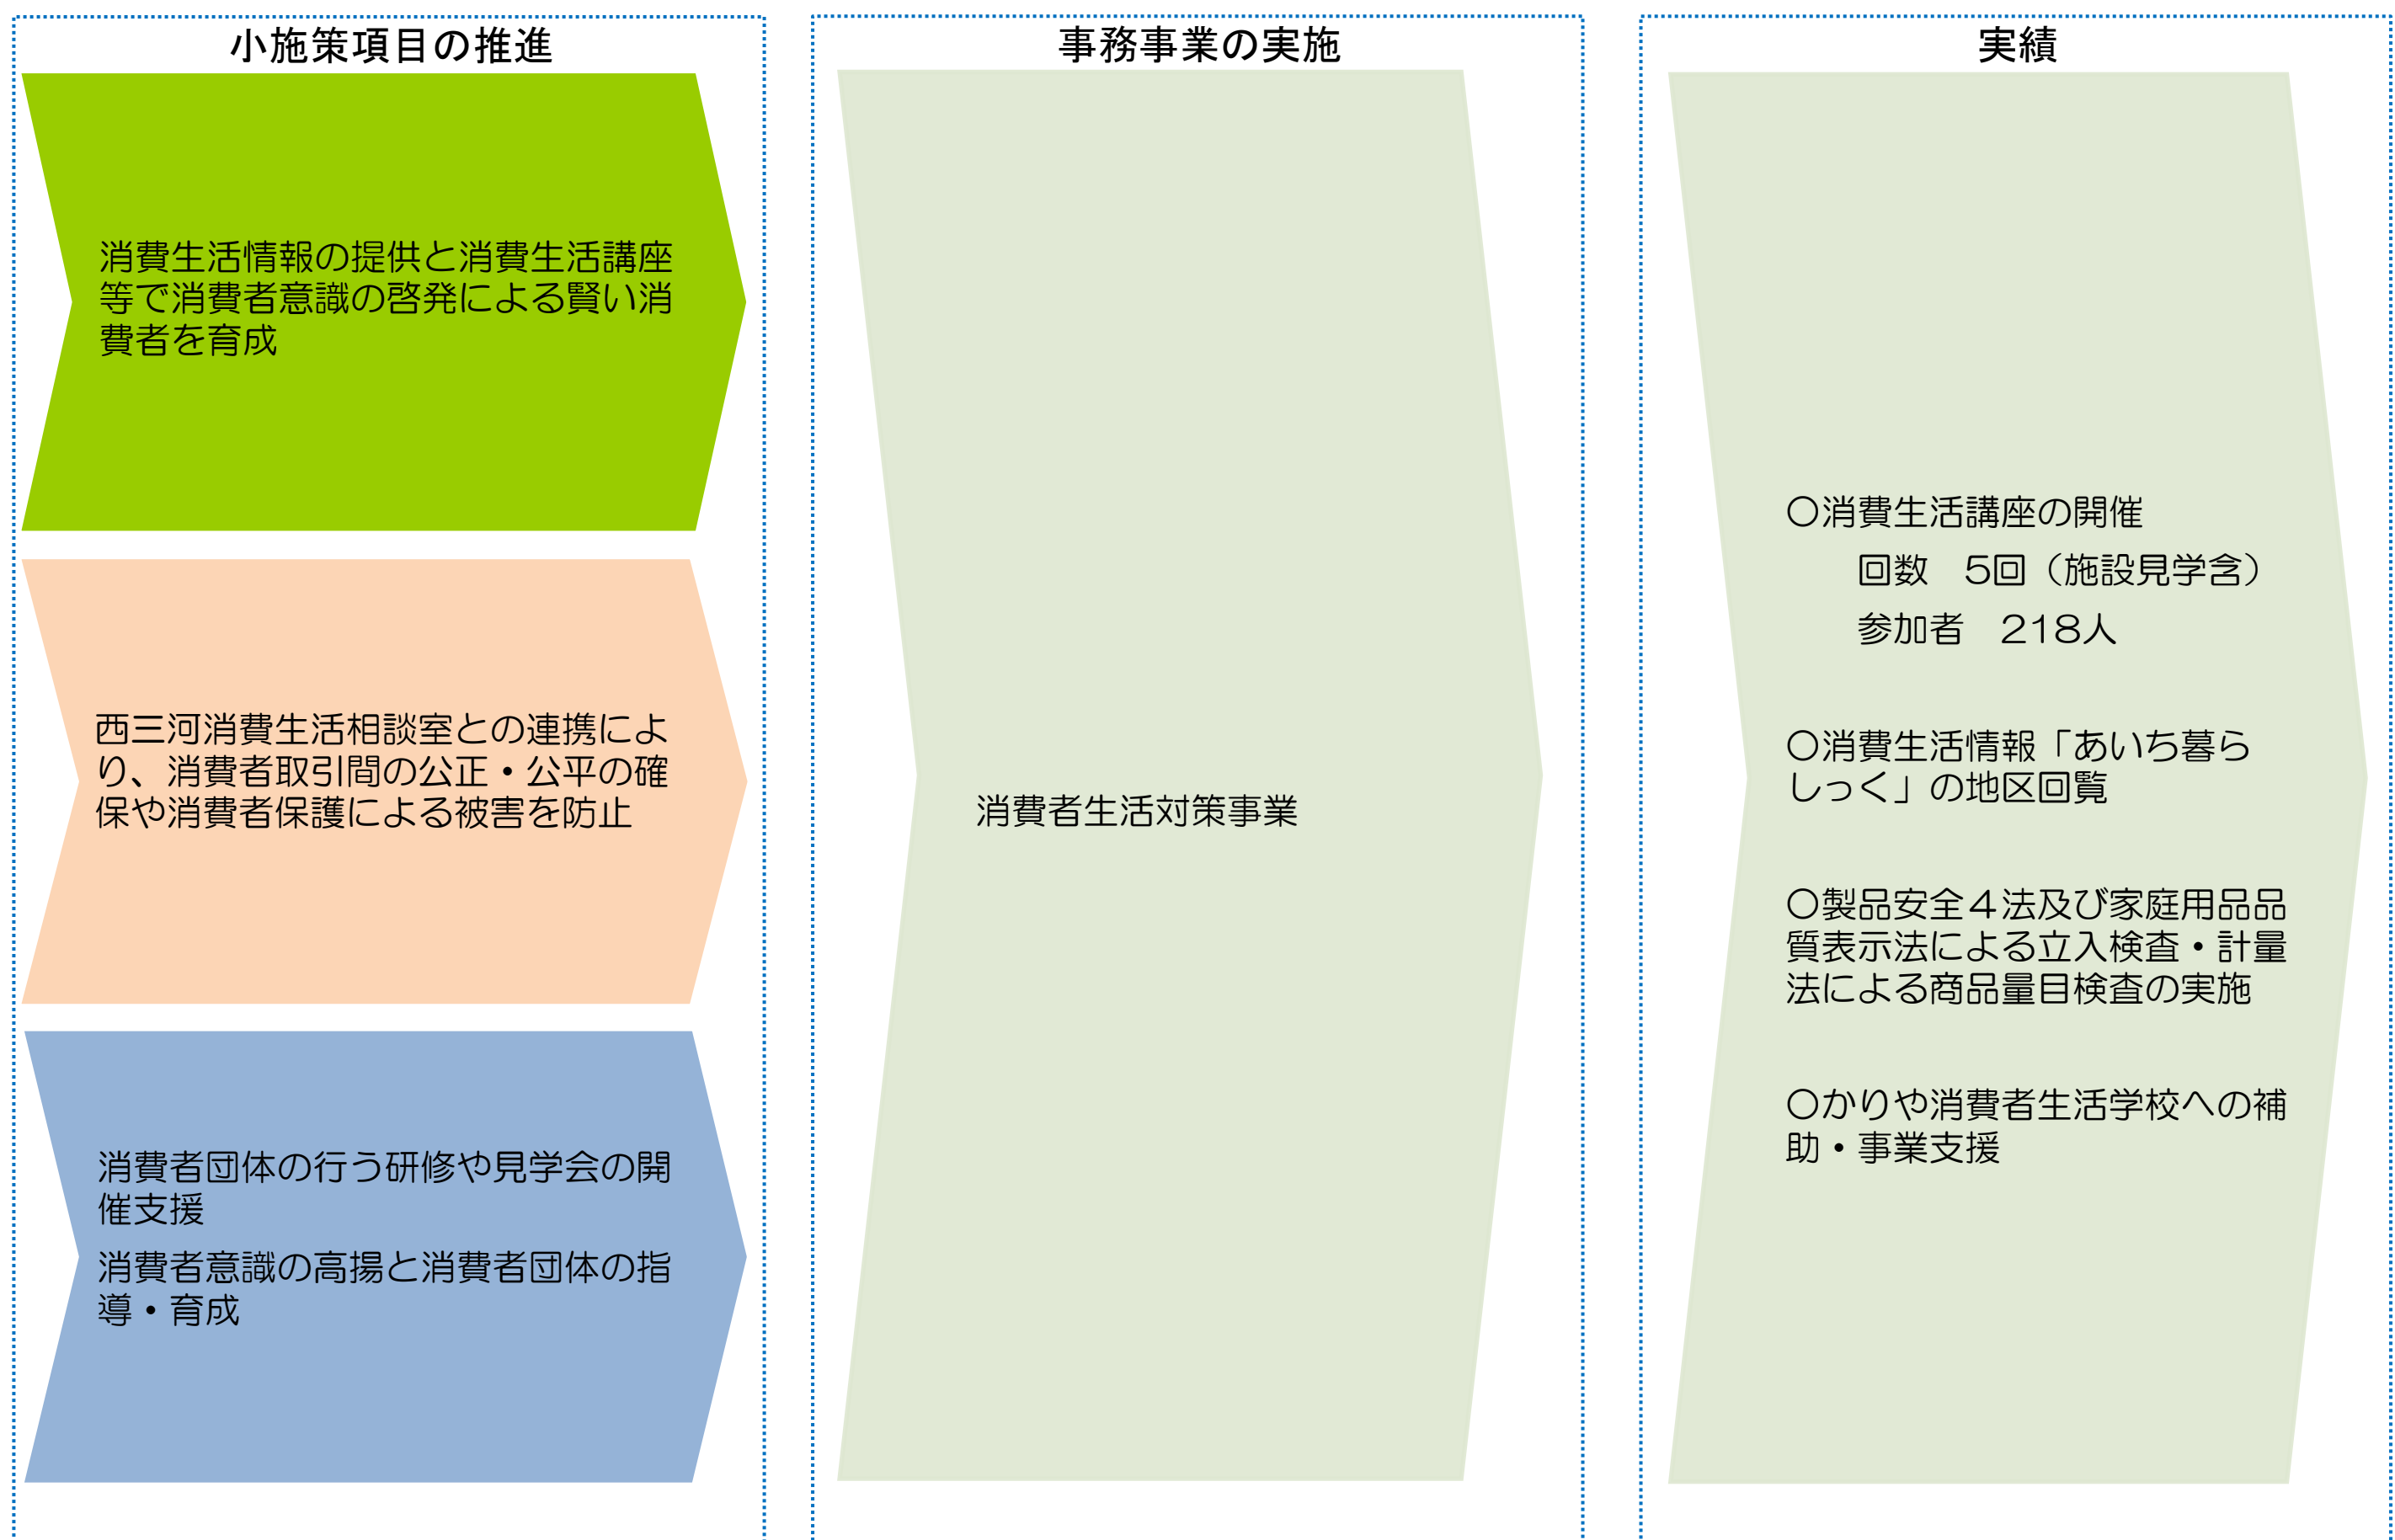 小施策項目の推進
消費生活情報の提供と消費生活講座
等で消費者意識の啓発による賢い消
費者を育成
西三河消費生活相談室との連携によ
り、消費者取引間の公正・公平の確
保や消費者保護による被害を防止
消費者団体の行う研修や見学会の開
催支援
消費者意識の高揚と消費者団体の指
導・育成
事務事業の実施
消費者生活対策事業
実績
〇消費生活講座の開催
回数　5回（施設見学含）
参加者　218人
〇消費生活情報「あいち暮ら
しっく」の地区回覧
〇製品安全４法及び家庭用品品
質表示法による立入検査・計量
法による商品量目検査の実施
〇かりや消費者生活学校への補
助・事業支援